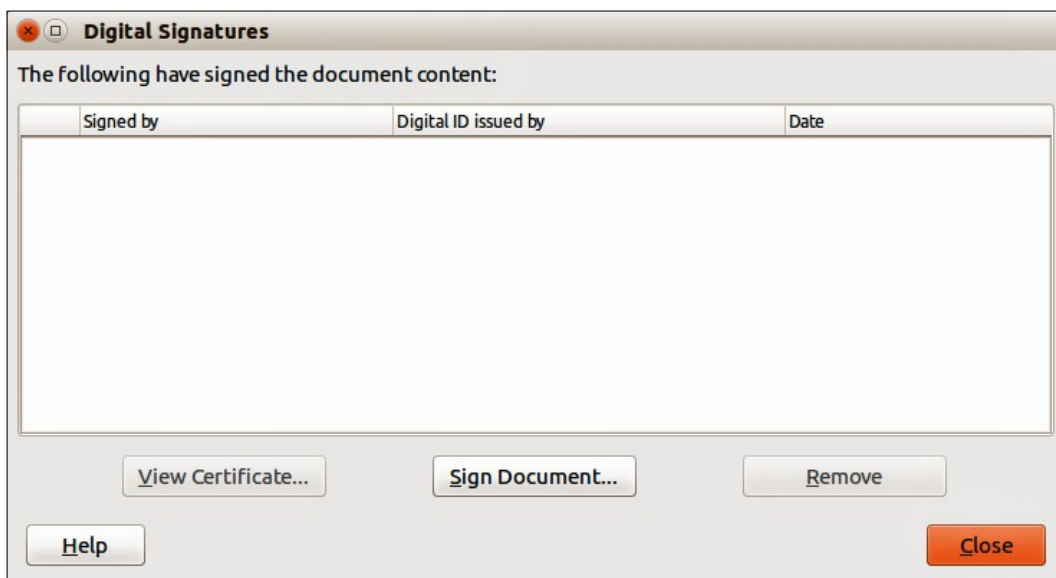 Digital Signatures
The following have signed the document content:
Signed by Digital ID issued by Date
View Certificate... Sign Document... Remove
Help Close